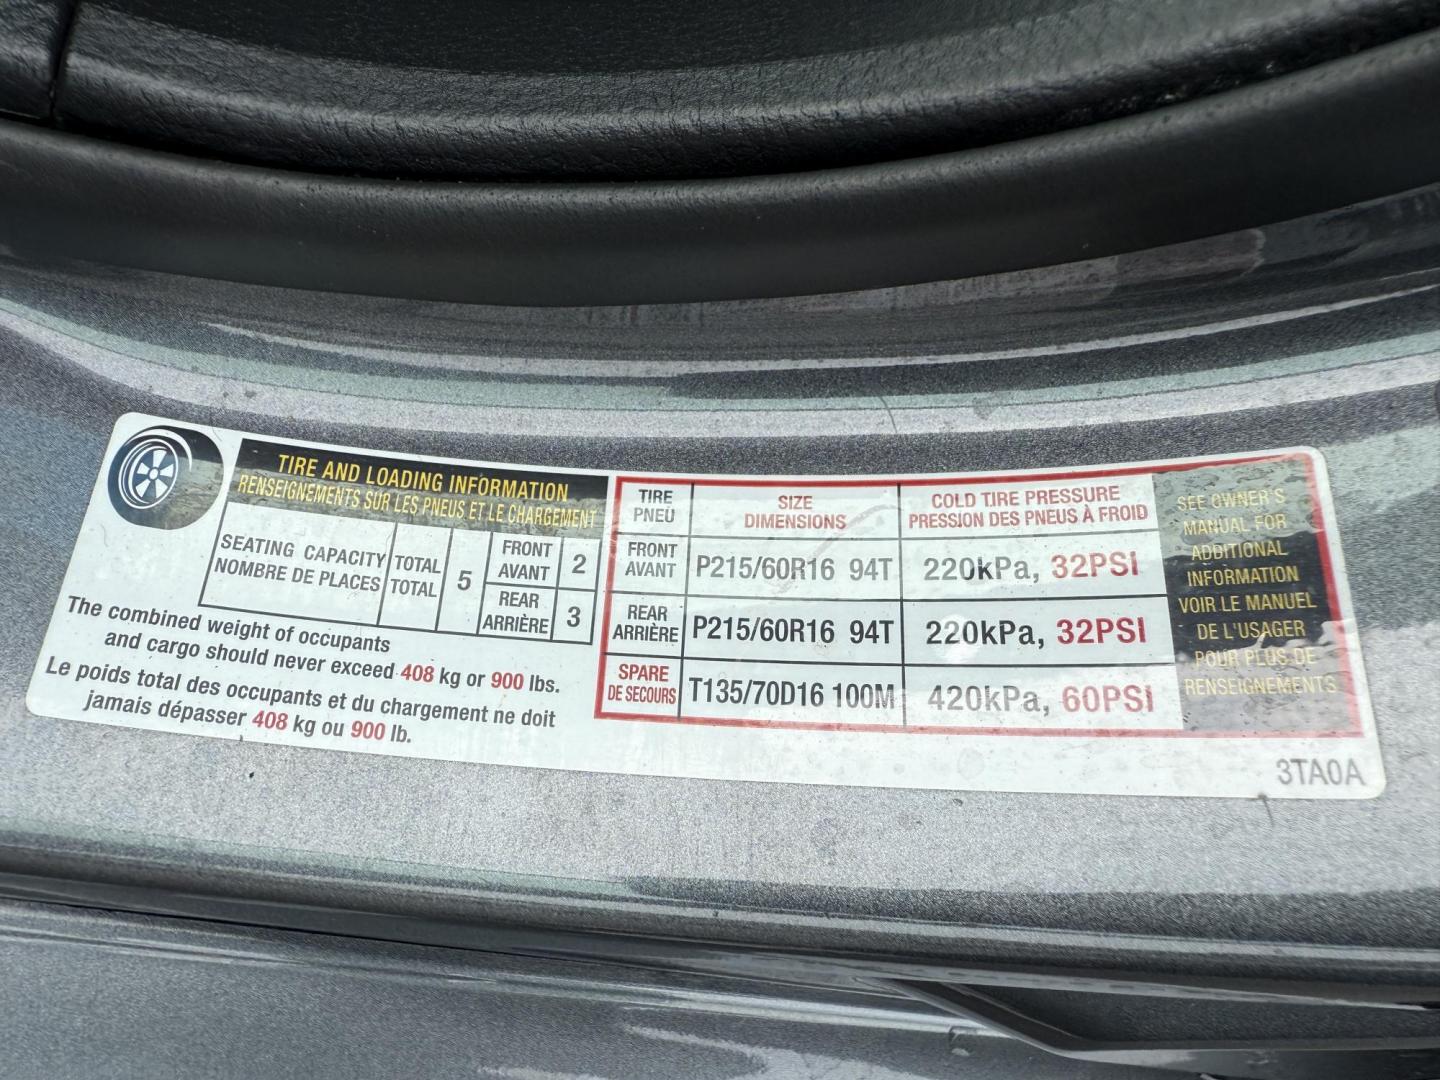 TIRE AND LOADING INFORMATION
RENSEIGNEMENTS SUR LES PNEUS ET LE CHARGEMENT
SEATING CAPACITY
NOMBRE DE PLACES
TOTAL
TOTAL
5
FRONT
AVANT
2
REAR
ARRIÈRE
3
The combined weight of occupants
and cargo should never exceed 408 kg or 900 lbs.
Le poids total des occupants et du chargement ne doit
jamais dépasser 408 kg ou 900 lb.
TIRE
PNEU
SIZE
DIMENSIONS
COLD TIRE PRESSURE
PRESSION DES PNEUS À FROID
FRONT
AVANT
P215/60R16 94T
220kPa, 32PSI
REAR
ARRIÈRE
P215/60R16 94T
220kPa, 32PSI
SPARE
DE SECOURS
T135/70D16 100M
420kPa, 60PSI
SEE OWNER'S
MANUAL FOR
ADDITIONAL
INFORMATION
VOIR LE MANUEL
DE L'USAGER
POUR PLUS DE
RENSEIGNEMENTS
3TA0A